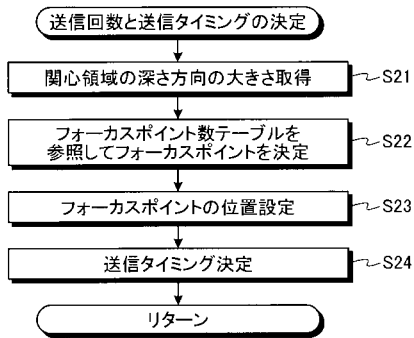 送信回数と送信タイミングの決定
関心領域の深さ方向の大きさ取得
S21
フォーカスポイント数テーブルを
参照してフォーカスポイントを決定
S22
フォーカスポイントの位置設定
S23
送信タイミング決定
S24
リターン